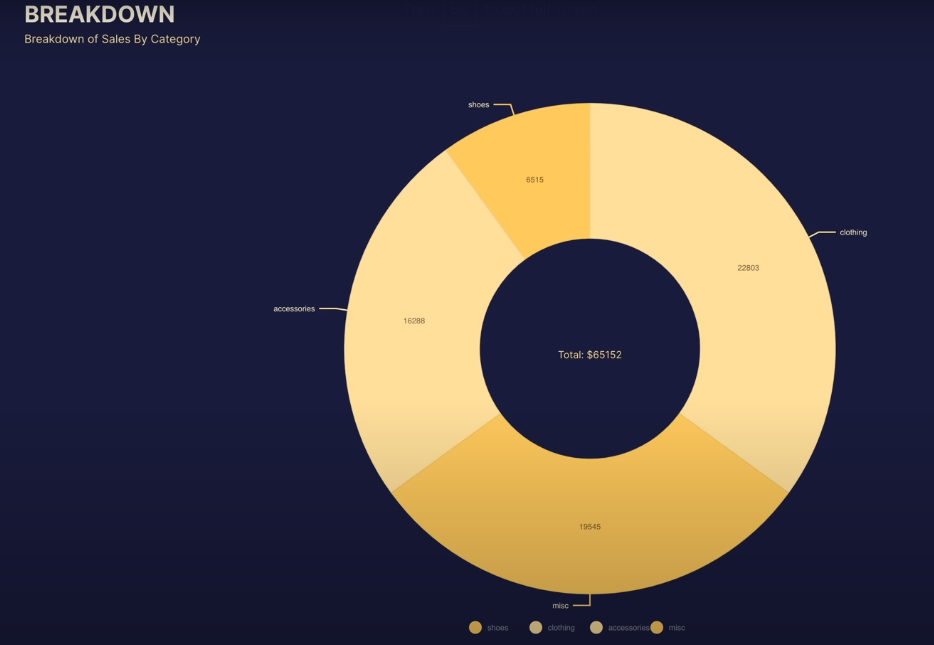 BREAKDOWN
Breakdown of Sales By Category
shoes
6515
clothing
22803
accessories
16288
Total: $65152
19545
misc
shoes clothing accessories misc